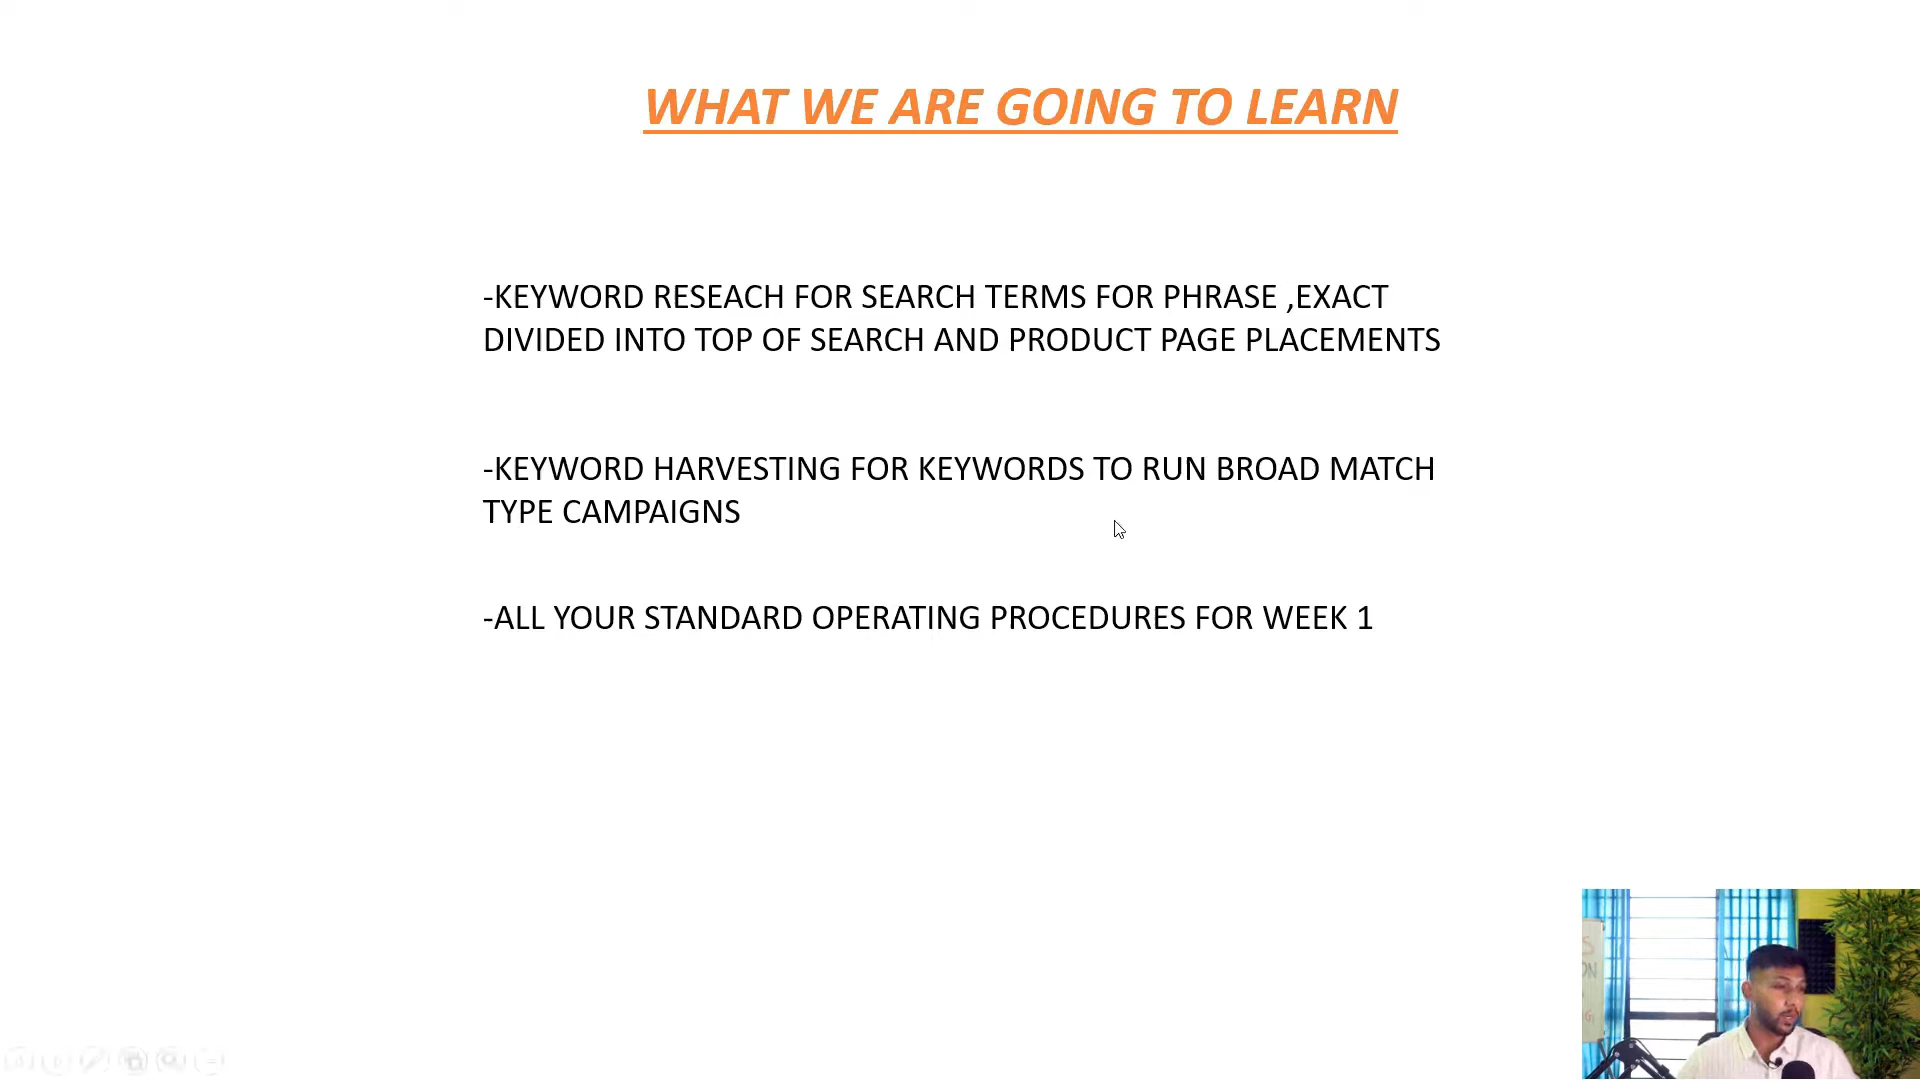 WHAT WE ARE GOING TO LEARN
-KEYWORD RESEACH FOR SEARCH TERMS FOR PHRASE ,EXACT
DIVIDED INTO TOP OF SEARCH AND PRODUCT PAGE PLACEMENTS
-KEYWORD HARVESTING FOR KEYWORDS TO RUN BROAD MATCH
TYPE CAMPAIGNS
-ALL YOUR STANDARD OPERATING PROCEDURES FOR WEEK 1